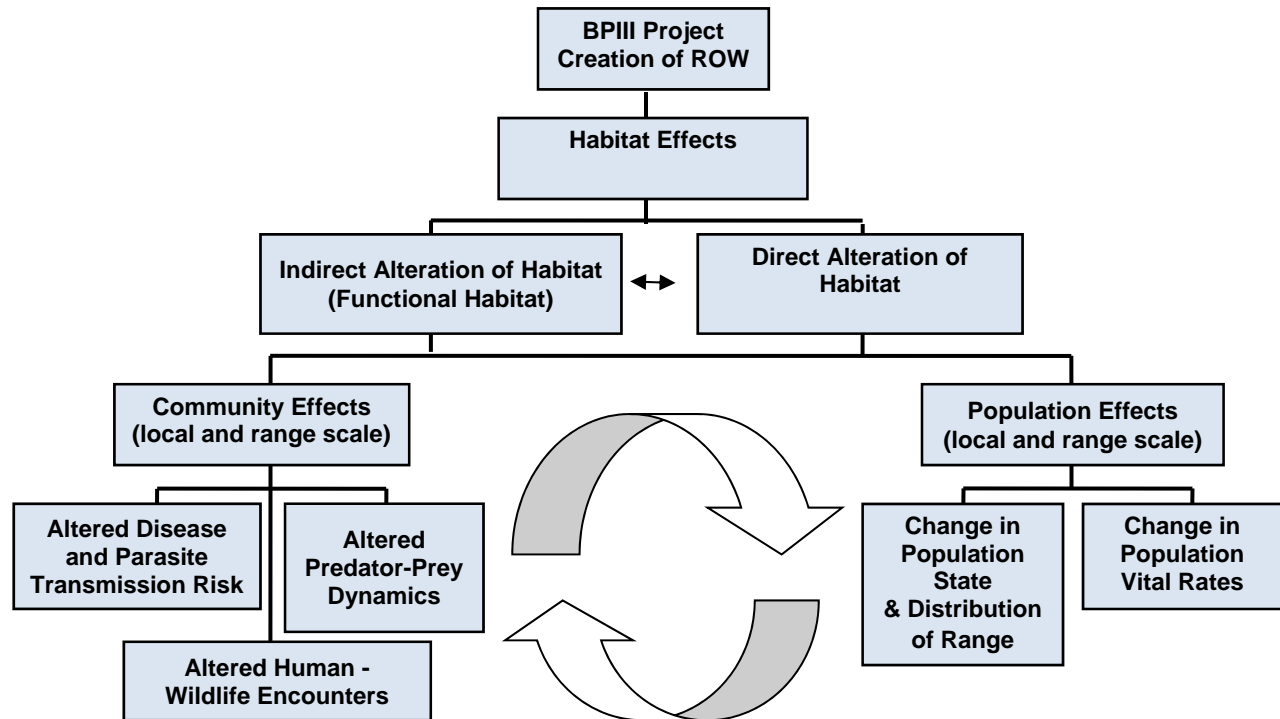 BPIII Project
Creation of ROW
Habitat Effects
Indirect Alteration of Habitat
(Functional Habitat)
Direct Alteration of
Habitat
Community Effects
(local and range scale)
Population Effects
(local and range scale)
Altered Disease
and Parasite
Transmission Risk
Altered
Predator-Prey
Dynamics
Altered Human -
Wildlife Encounters
Change in
Population
State
& Distribution
of Range
Change in
Population
Vital Rates